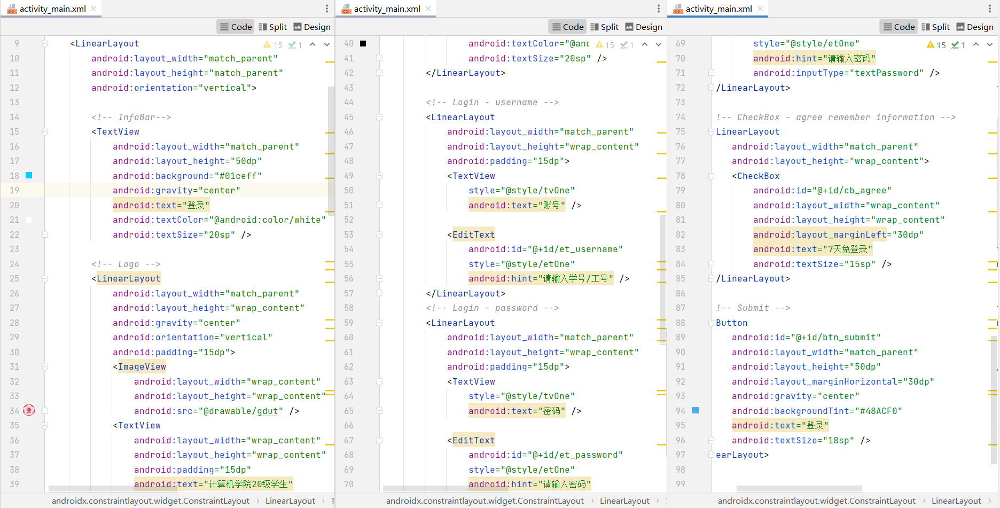 activity_main.xml
Code Split Design
15 1
9 <LinearLayout
10 android:layout_width="match_parent"
11 android:layout_height="match_parent"
12 android:orientation="vertical">
13
14 <!-- InfoBar-->
15 <TextView
16 android:layout_width="match_parent"
17 android:layout_height="50dp"
18 android:background="#01ceff"
19 android:gravity="center"
20 android:text="登录"
21 android:textColor="@android:color/white"
22 android:textSize="20sp" />
23
24 <!-- Logo -->
25 <LinearLayout
26 android:layout_width="match_parent"
27 android:layout_height="wrap_content"
28 android:gravity="center"
29 android:orientation="vertical"
30 android:padding="15dp">
31 <ImageView
32 android:layout_width="wrap_content"
33 android:layout_height="wrap_content"
34 android:src="@drawable/gdut" />
35 <TextView
36 android:layout_width="wrap_content"
37 android:layout_height="wrap_content"
38 android:padding="15dp"
39 android:text="计算机学院20级学生"
androidx.constraintlayout.widget.ConstraintLayout > LinearLayout > T
activity_main.xml
Code Split Design
15 1
40 android:textColor="@and
41 android:textSize="20sp" />
42 </LinearLayout>
43
44 <!-- Login - username -->
45 <LinearLayout
46 android:layout_width="match_parent"
47 android:layout_height="wrap_content"
48 android:padding="15dp">
49 <TextView
50 style="@style/tvOne"
51 android:text="账号" />
52
53 <EditText
54 android:id="@+id/et_username"
55 style="@style/etOne"
56 android:hint="请输入学号/工号" />
57 </LinearLayout>
58 <!-- Login - password -->
59 <LinearLayout
60 android:layout_width="match_parent"
61 android:layout_height="wrap_content"
62 android:padding="15dp">
63 <TextView
64 style="@style/tvOne"
65 android:text="密码" />
66
67 <EditText
68 android:id="@+id/et_password"
69 style="@style/etOne"
70 android:hint="请输入密码"
androidx.constraintlayout.widget.ConstraintLayout > LinearLayout >
activity_main.xml
Code Split Design
15 1
69 style="@style/etOne"
70 android:hint="请输入密码"
71 android:inputType="textPassword" />
72 /LinearLayout>
73
74 !-- CheckBox - agree remember information -->
75 LinearLayout
76 android:layout_width="match_parent"
77 android:layout_height="wrap_content">
78 <CheckBox
79 android:id="@+id/cb_agree"
80 android:layout_width="wrap_content"
81 android:layout_height="wrap_content"
82 android:layout_marginLeft="30dp"
83 android:text="7天免登录"
84 android:textSize="15sp" />
85 /LinearLayout>
86
87 !-- Submit -->
88 Button
89 android:id="@+id/btn_submit"
90 android:layout_width="match_parent"
91 android:layout_height="50dp"
92 android:layout_marginHorizontal="30dp"
93 android:gravity="center"
94 android:backgroundTint="#48ACF0"
95 android:text="登录"
96 android:textSize="18sp" />
97 earLayout>
98
99
androidx.constraintlayout.widget.ConstraintLayout > LinearLayout >